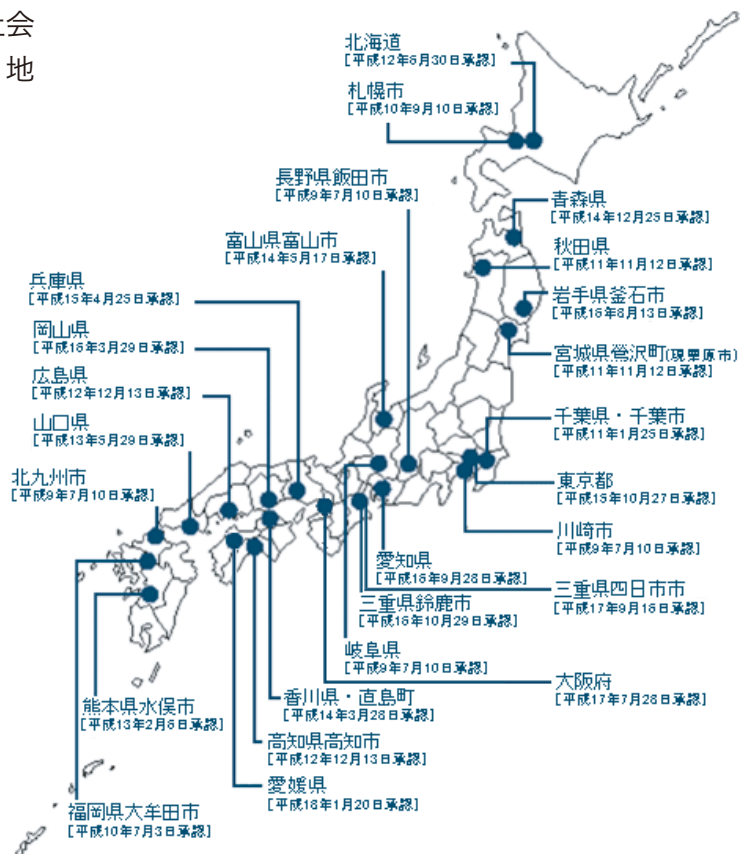 会
地
北海道
[平成12年6月30日承認]
札幌市
[平成10年9月10日承認]
長野県飯田市
[平成9年7月10日承認]
富山県富山市
[平成14年5月17日承認]
兵庫県
[平成15年4月25日承認]
岡山県
[平成16年3月29日承認]
広島県
[平成12年12月13日承認]
山口県
[平成13年5月29日承認]
北九州市
[平成9年7月10日承認]
青森県
[平成14年12月25日承認]
秋田県
[平成11年11月12日承認]
岩手県釜石市
[平成16年8月13日承認]
宮城県鶯沢町(現栗原市)
[平成11年11月12日承認]
千葉県・千葉市
[平成11年1月25日承認]
東京都
[平成15年10月27日承認]
川崎市
[平成9年7月10日承認]
愛知県
[平成16年9月28日承認]
三重県四日市市
[平成17年9月16日承認]
三重県鈴鹿市
[平成16年10月29日承認]
岐阜県
[平成9年7月10日承認]
大阪府
[平成17年7月28日承認]
香川県・直島町
[平成14年3月28日承認]
熊本県水俣市
[平成13年2月6日承認]
高知県高知市
[平成12年12月13日承認]
愛媛県
[平成18年1月20日承認]
福岡県大牟田市
[平成10年7月3日承認]